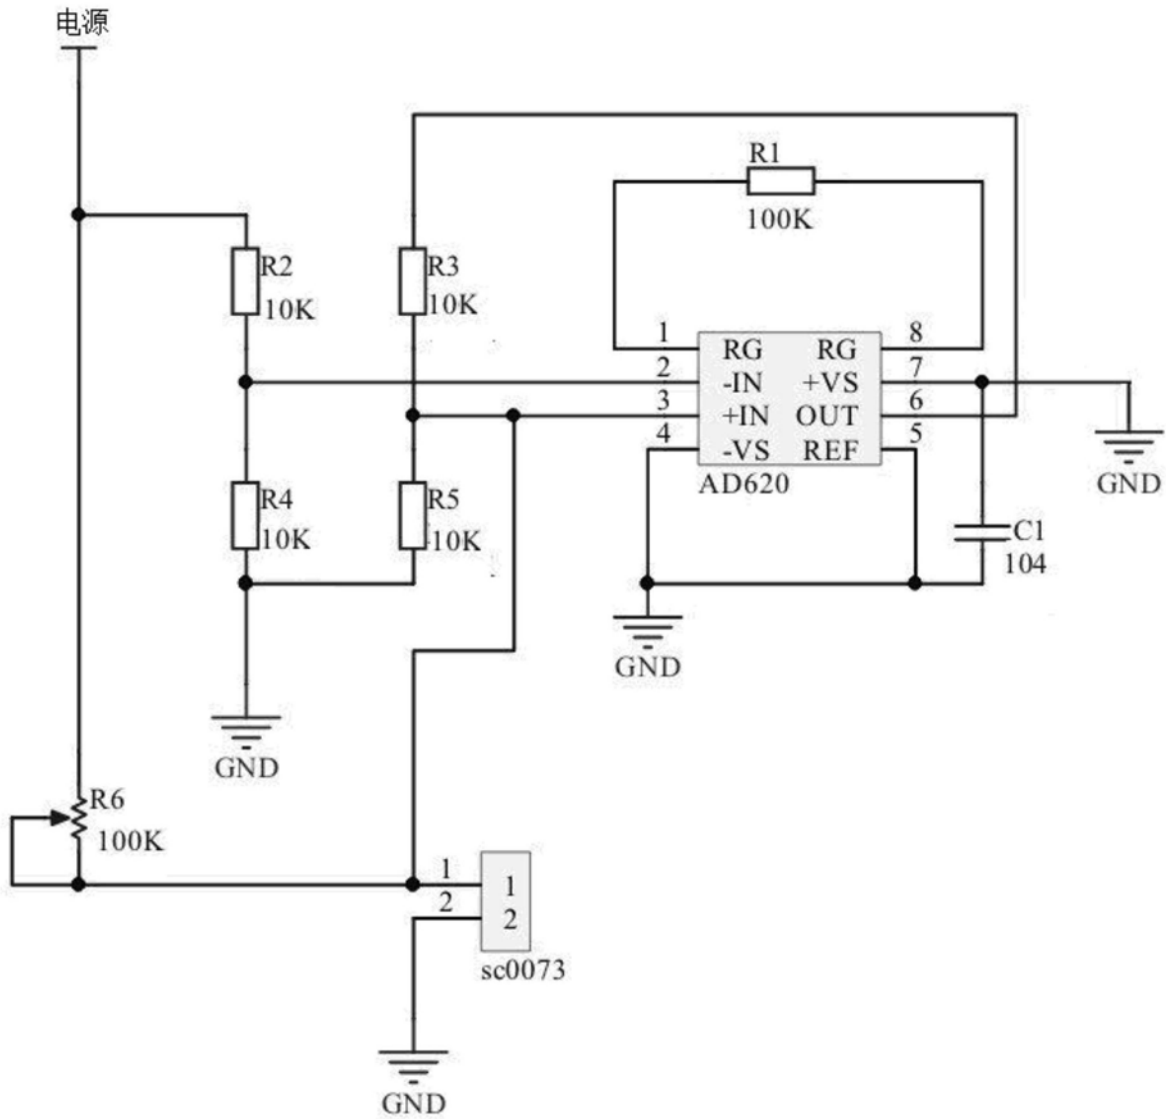 电源
R1
100K
R2
10K
R3
10K
1 RG RG 8
2 -IN +VS 7
3 +IN OUT 6
4 -VS REF 5
AD620
GND
R4
10K
R5
10K
C1
104
GND
GND
R6
100K
1 1
2 2
sc0073
GND